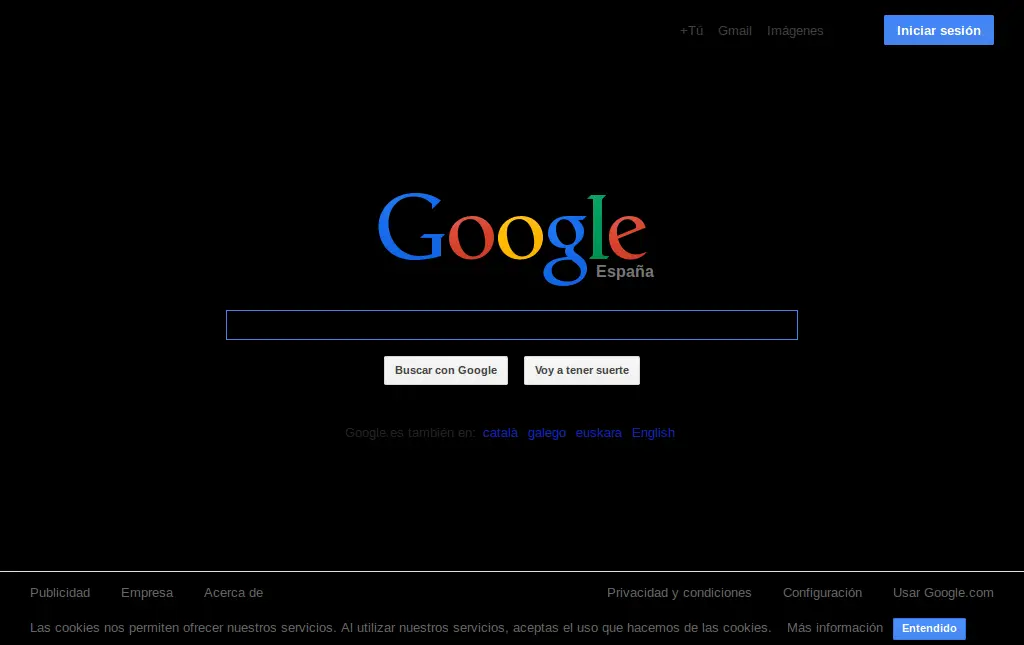 +Tú Gmail Imágenes Iniciar sesión
Google
España
Buscar con Google Voy a tener suerte
Google.es también en: català galego euskara English
Publicidad Empresa Acerca de Privacidad y condiciones Configuración Usar Google.com
Las cookies nos permiten ofrecer nuestros servicios. Al utilizar nuestros servicios, aceptas el uso que hacemos de las cookies. Más información Entendido